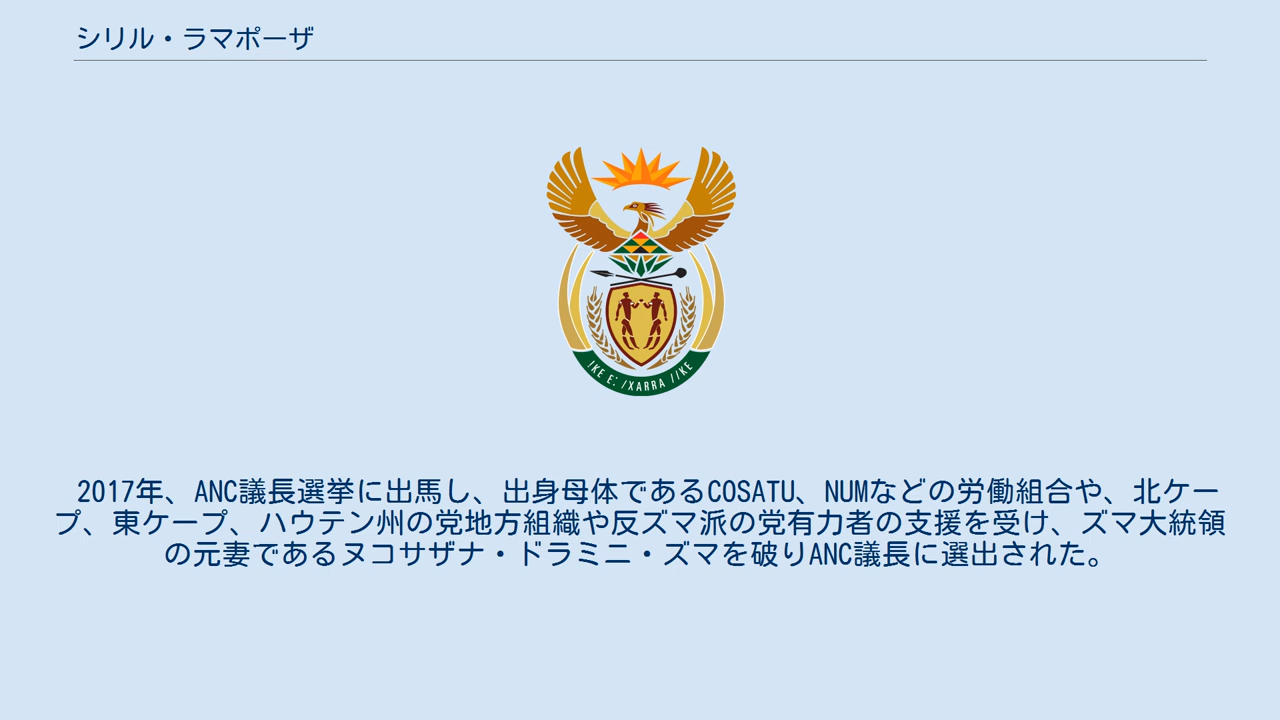 シリル・ラマポーザ
!KE E: /XARRA //KE
2017年、ANC議長選挙に出馬し、出身母体であるCOSATU、NUMなどの労働組合や、北ケー
プ、東ケープ、ハウテン州の党地方組織や反ズマ派の党有力者の支援を受け、ズマ大統領
の元妻であるヌコサザナ・ドラミニ・ズマを破りANC議長に選出された。